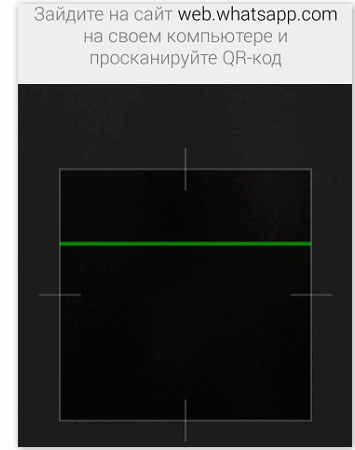 Зайдите на сайт web.whatsapp.com
на своем компьютере и
просканируйте QR-код